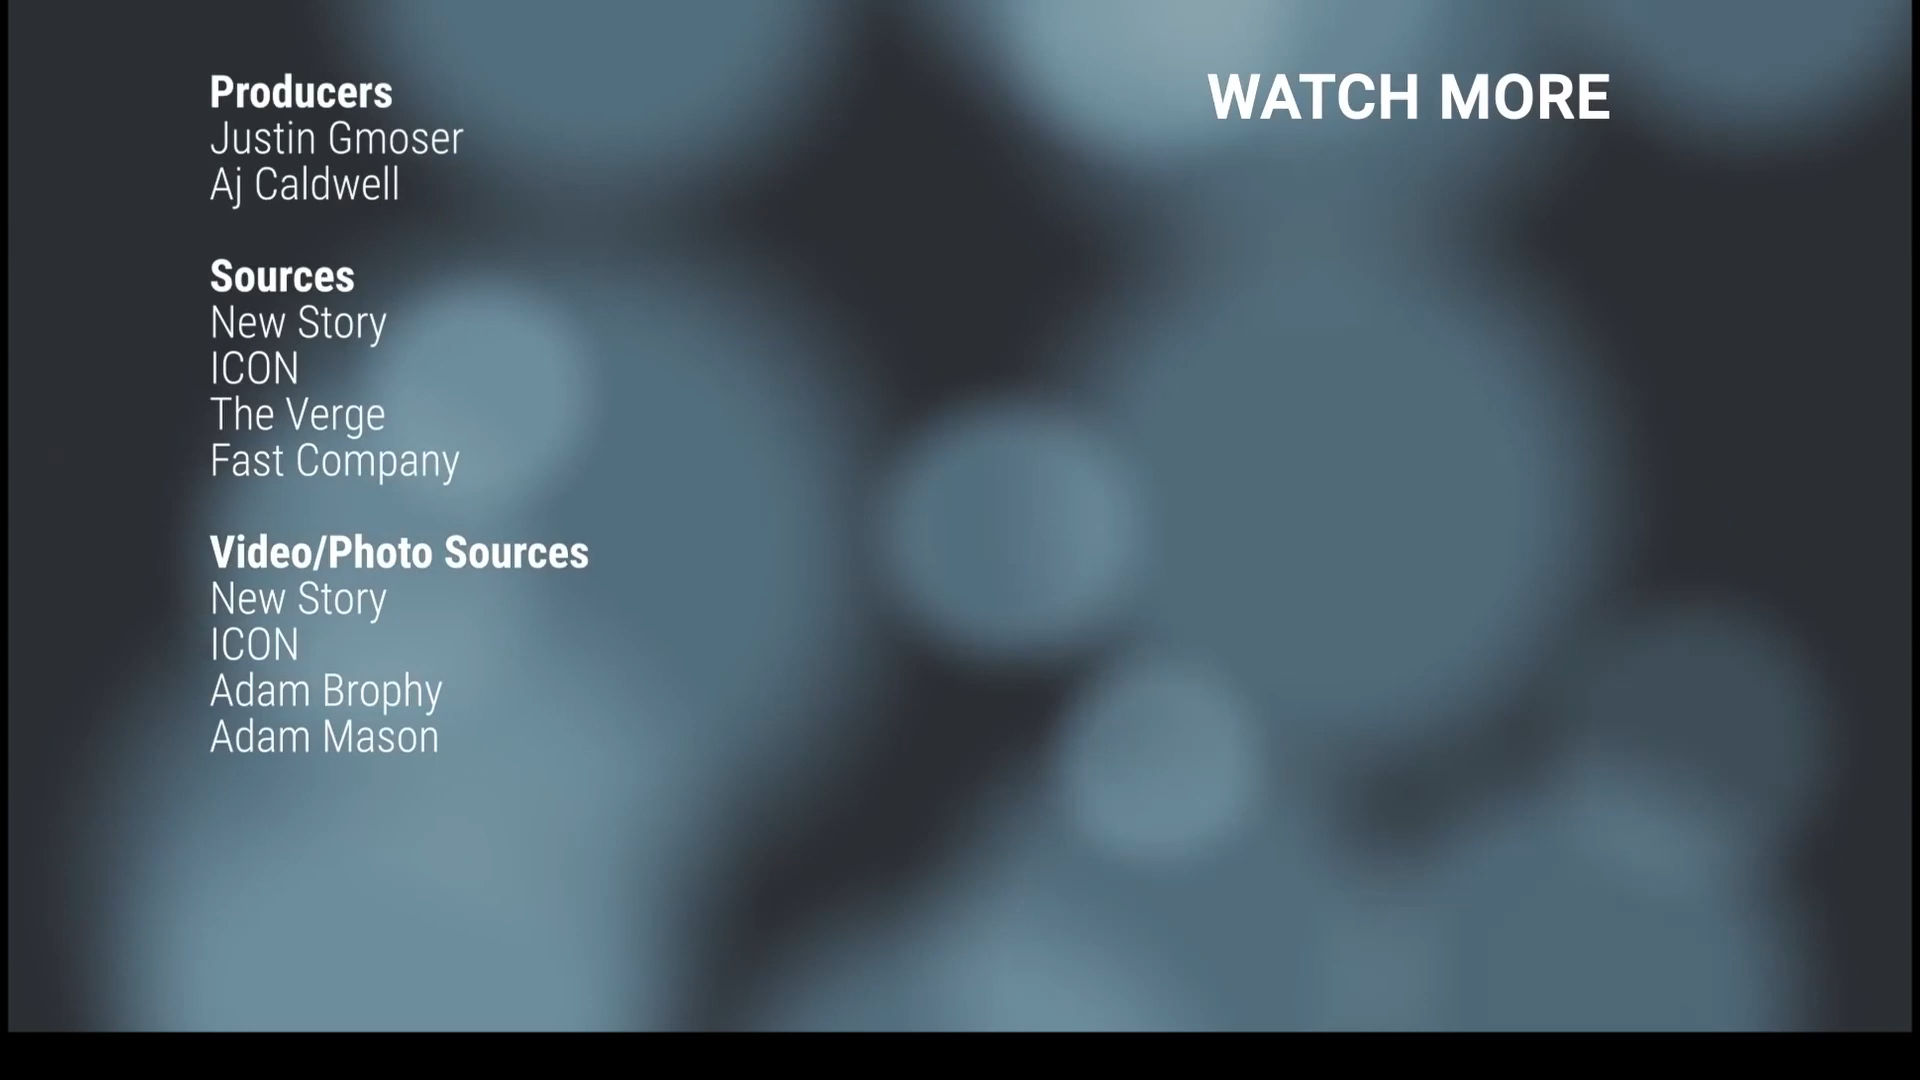 Producers
Justin Gmoser
Aj Caldwell
Sources
New Story
ICON
The Verge
Fast Company
Video/Photo Sources
New Story
ICON
Adam Brophy
Adam Mason
WATCH MORE